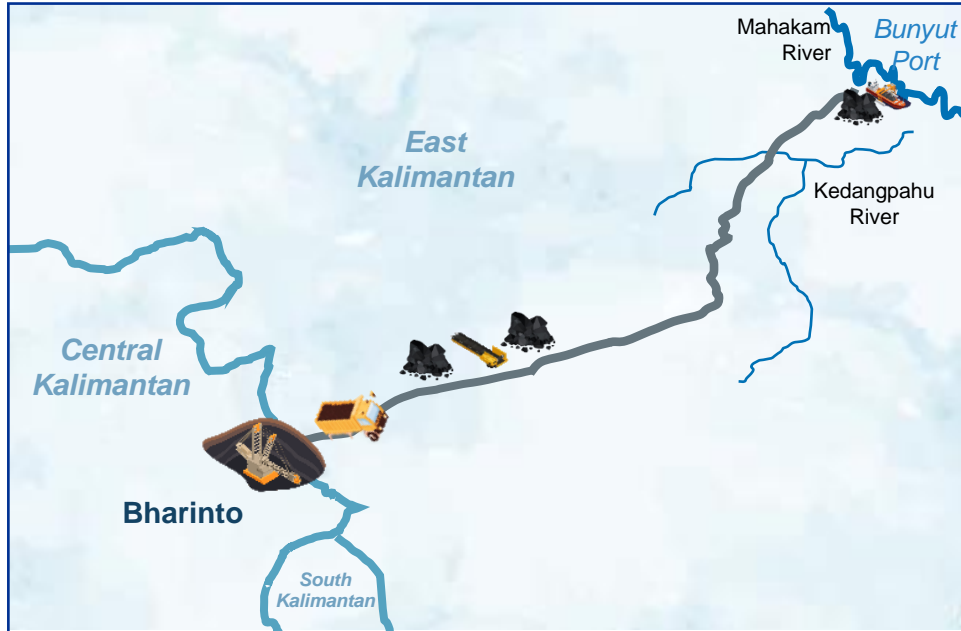 Mahakam
River
Bunyut
Port
East
Kalimantan
Kedangpahu
River
Central
Kalimantan
Bharinto
South
Kalimantan